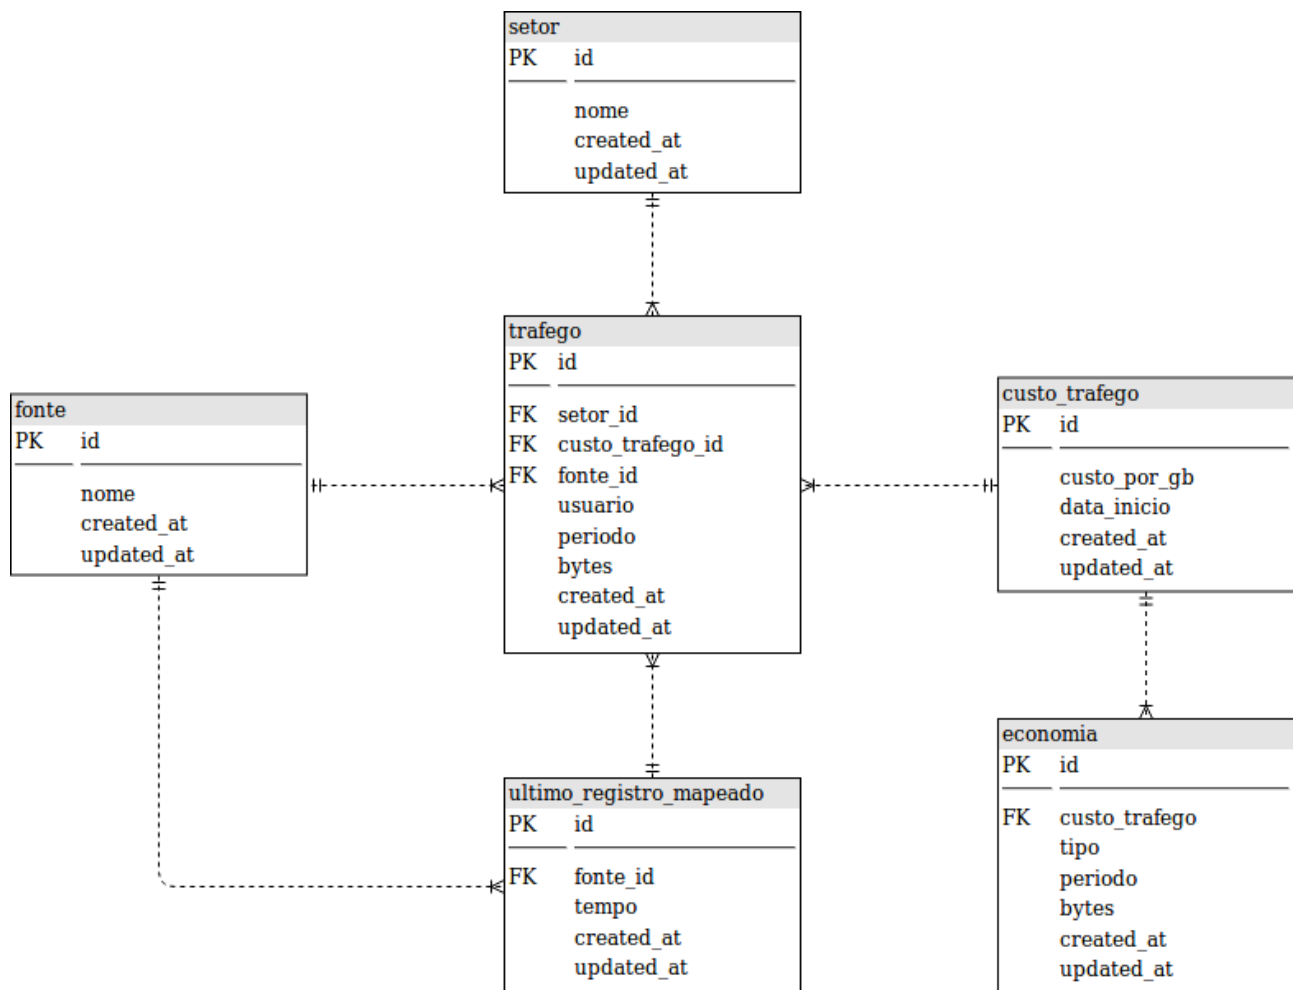 setor
PK id
nome
created_at
updated_at
trafego
PK id
FK setor_id
FK custo_trafego_id
FK fonte_id
usuario
periodo
bytes
created_at
updated_at
fonte
PK id
nome
created_at
updated_at
custo_trafego
PK id
custo_por_gb
data_inicio
created_at
updated_at
ultimo_registro_mapeado
PK id
FK fonte_id
tempo
created_at
updated_at
economia
PK id
FK custo_trafego
tipo
periodo
bytes
created_at
updated_at